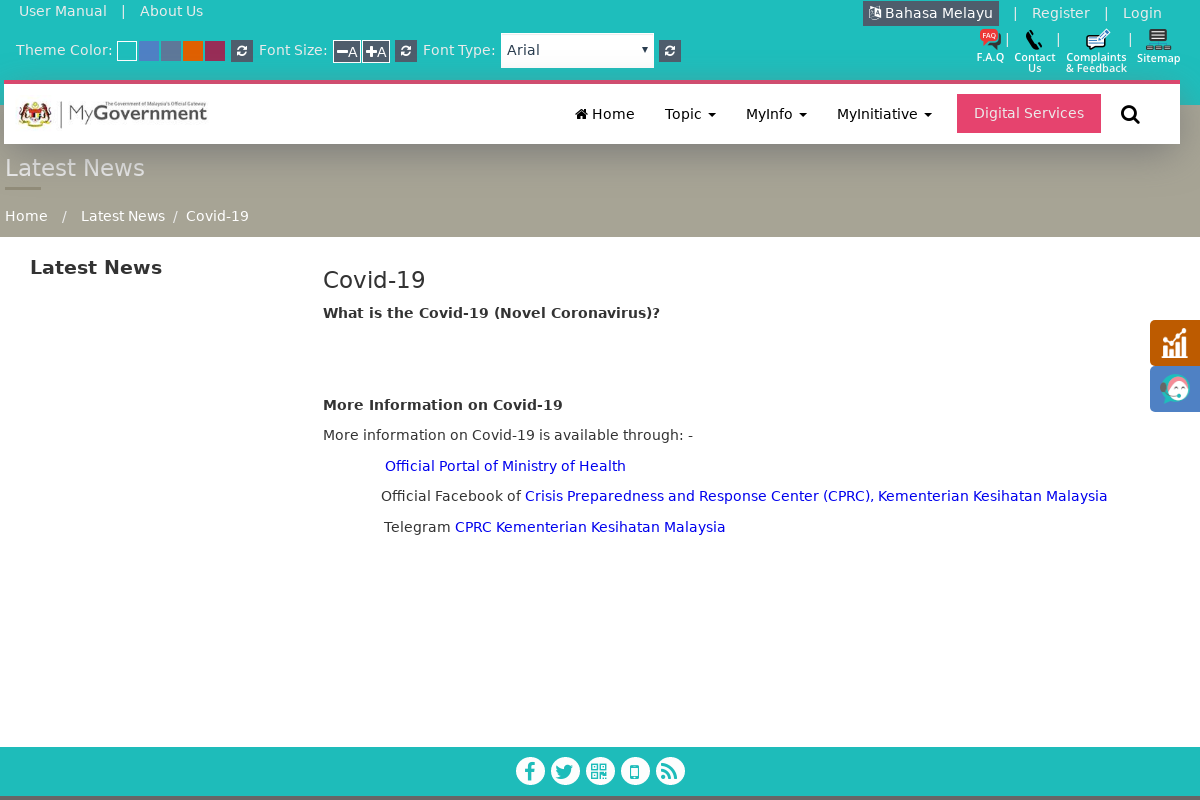 User Manual | About Us
Bahasa Melayu | Register | Login
Theme Color: Font Size: A A Font Type: Arial
FAQ
F.A.Q | Contact Us | Complaints & Feedback | Sitemap
The Government of Malaysia's Official Gateway
MyGovernment
Home Topic MyInfo MyInitiative Digital Services
Latest News
Home / Latest News / Covid-19
Latest News
Covid-19
What is the Covid-19 (Novel Coronavirus)?
More Information on Covid-19
More information on Covid-19 is available through: -
Official Portal of Ministry of Health
Official Facebook of Crisis Preparedness and Response Center (CPRC), Kementerian Kesihatan Malaysia
Telegram CPRC Kementerian Kesihatan Malaysia